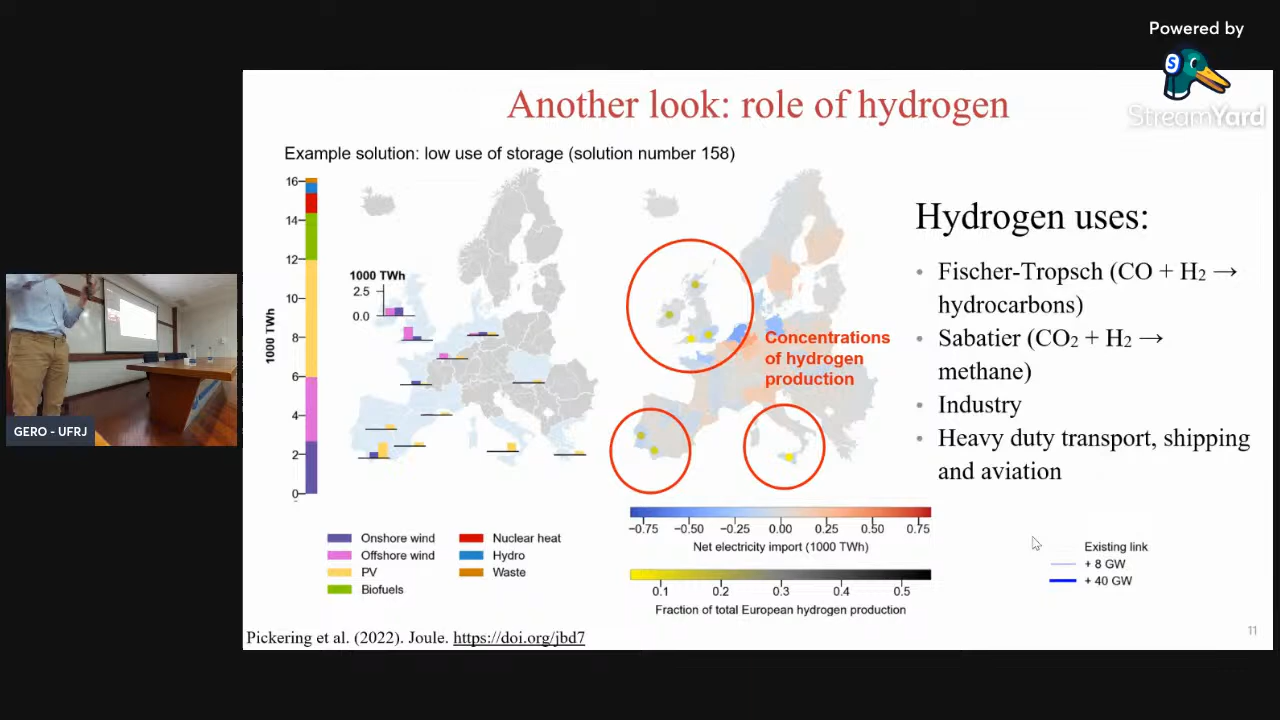 Powered by
S
StreamYard
Another look: role of hydrogen
Example solution: low use of storage (solution number 158)
16
14
12
10
8
6
4
2
0
1000 TWh
1000 TWh
2.5
0.0
Concentrations
of hydrogen
production
Onshore wind
Offshore wind
PV
Biofuels
Nuclear heat
Hydro
Waste
−0.75 −0.50 −0.25 0.00 0.25 0.50 0.75
Net electricity import (1000 TWh)
0.1 0.2 0.3 0.4 0.5
Fraction of total European hydrogen production
Hydrogen uses:
• Fischer-Tropsch (CO + H₂ →
hydrocarbons)
• Sabatier (CO₂ + H₂ →
methane)
• Industry
• Heavy duty transport, shipping
and aviation
Existing link
+ 8 GW
+ 40 GW
Pickering et al. (2022). Joule. https://doi.org/jbd7
11
GERO - UFRJ